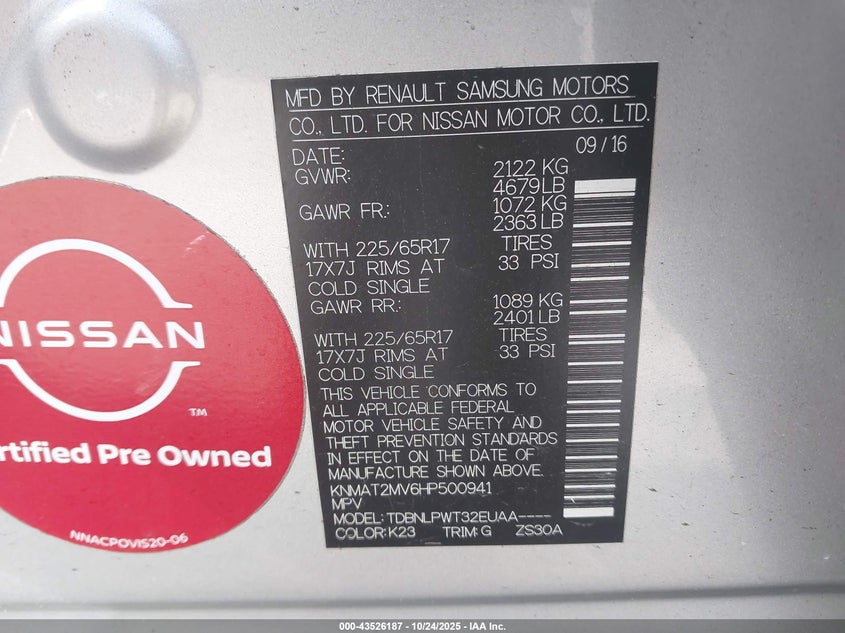 MFD BY RENAULT SAMSUNG MOTORS
CO., LTD. FOR NISSAN MOTOR CO., LTD.
DATE: 09/16
GVWR: 2122 KG
4679 LB
GAWR FR.: 1072 KG
2363 LB
WITH 225/65R17 TIRES
17X7J RIMS AT 33 PSI
COLD SINGLE
GAWR RR.: 1089 KG
2401 LB
WITH 225/65R17 TIRES
17X7J RIMS AT 33 PSI
COLD SINGLE
THIS VEHICLE CONFORMS TO
ALL APPLICABLE FEDERAL
MOTOR VEHICLE SAFETY AND
THEFT PREVENTION STANDARDS
IN EFFECT ON THE DATE OF
MANUFACTURE SHOWN ABOVE.
KNMAT2MV6HP500941
MPV
MODEL: TDBNLPWT32EUAA----
COLOR: K23 TRIM: G ZS30A
NISSAN
TM
rtified Pre Owned
NNACPOVIS20-06
000-43526187 - 10/24/2025 - IAA Inc.